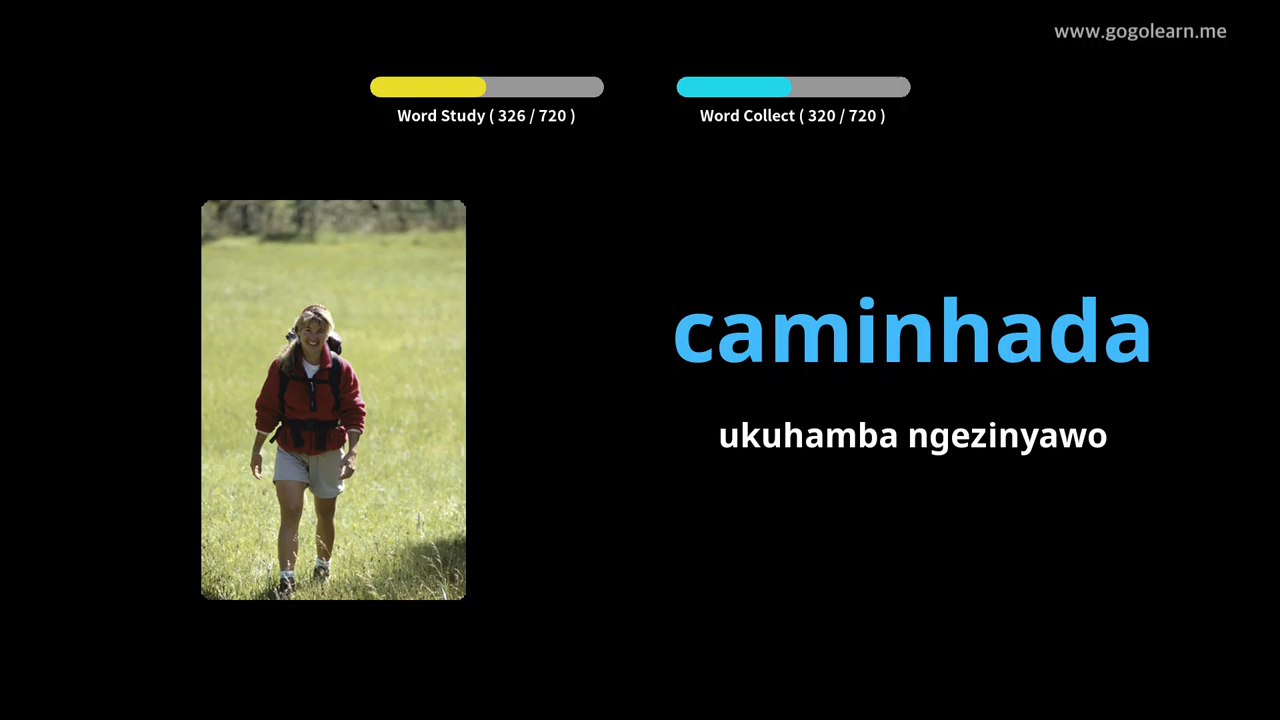 www.gogolearn.me
Word Study ( 326 / 720 )
Word Collect ( 320 / 720 )
caminhada
ukuhamba ngezinyawo